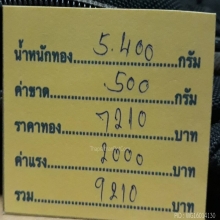 น้ำหนักทอง 5.400 กรัม
ค่าขาด .500 กรัม
ราคาทอง 7210 บาท
ค่าแรง 2000 บาท
รวม 9210 บาท